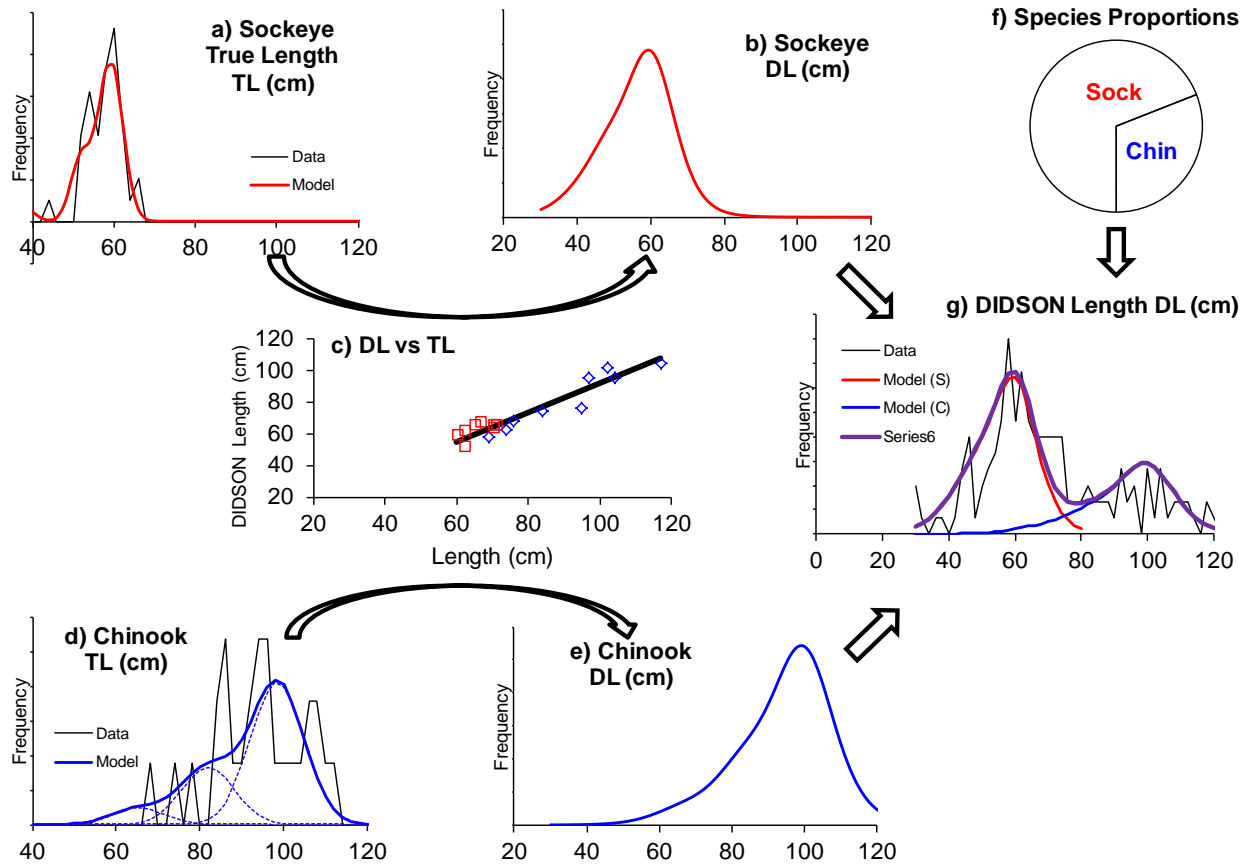 a) Sockeye
True Length
TL (cm)
Frequency
Data
Model
40 60 80 100 120
b) Sockeye
DL (cm)
Frequency
20 40 60 80 100 120
f) Species Proportions
Sock
Chin
c) DL vs TL
DIDSON Length (cm)
120
100
80
60
40
20
20 40 60 80 100 120
Length (cm)
g) DIDSON Length DL (cm)
Frequency
Data
Model (S)
Model (C)
Series6
0 20 40 60 80 100 120
d) Chinook
TL (cm)
Frequency
Data
Model
40 60 80 100 120
e) Chinook
DL (cm)
Frequency
20 40 60 80 100 120